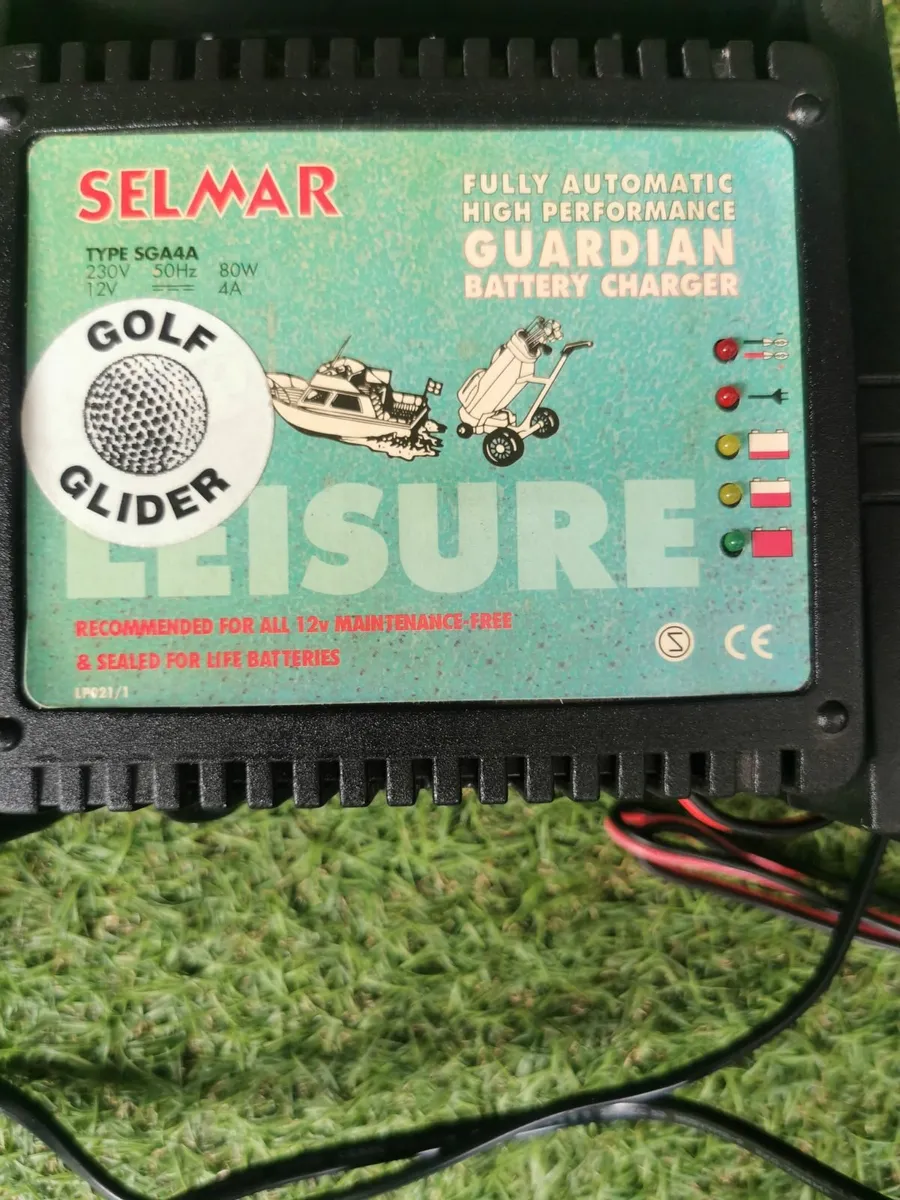 SELMAR
TYPE SGA4A
230V 50Hz 80W
12V 4A
FULLY AUTOMATIC
HIGH PERFORMANCE
GUARDIAN
BATTERY CHARGER
GOLF
GLIDER
LEISURE
RECOMMENDED FOR ALL 12v MAINTENANCE-FREE
& SEALED FOR LIFE BATTERIES
S CE
LP021/1